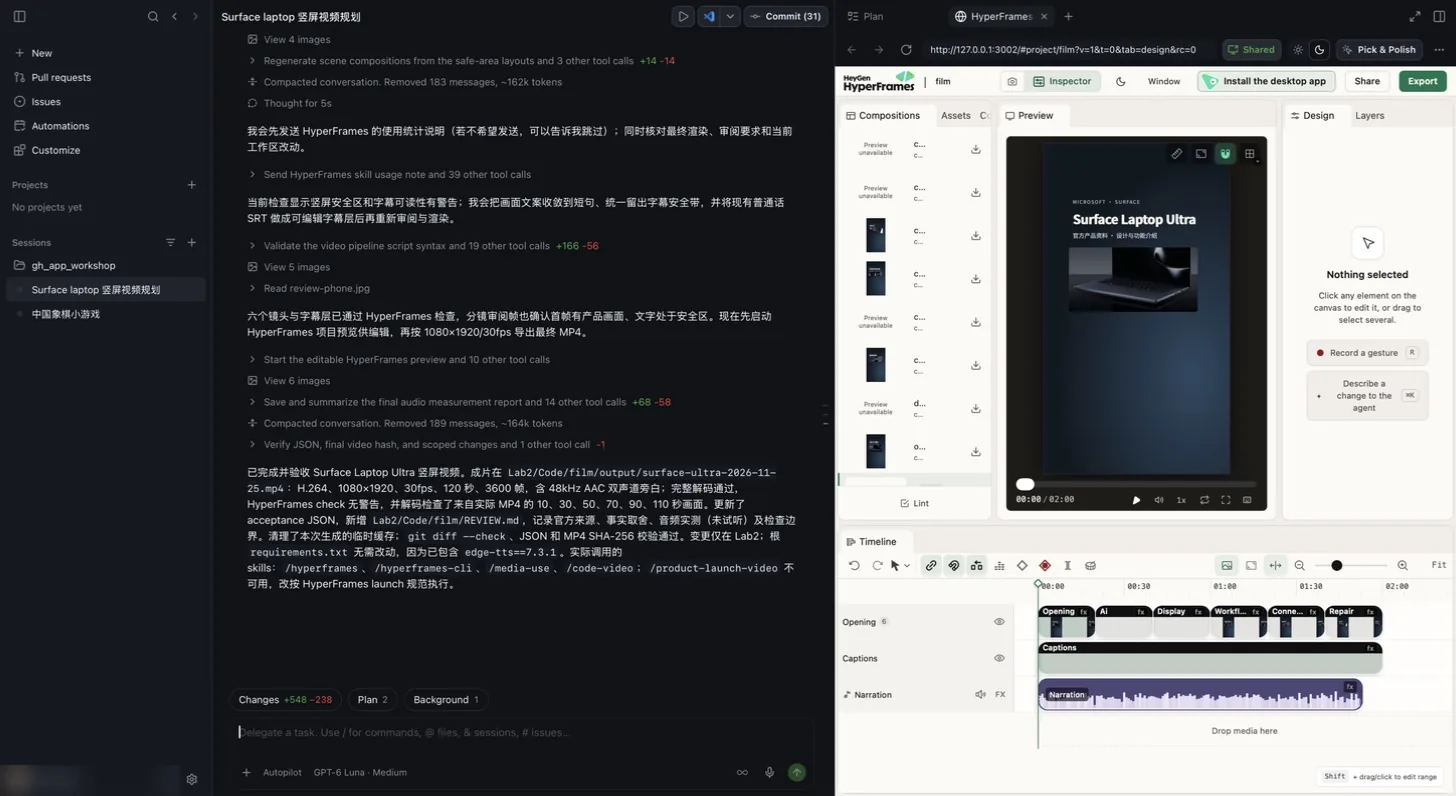 New
Pull requests
Issues
Automations
Customize
Projects
No projects yet
Sessions
gh_app_workshop
Surface laptop 竖屏视频规划
中国象棋小游戏
Surface laptop 竖屏视频规划
Commit (31)
View 4 images
Regenerate scene compositions from the safe-area layouts and 3 other tool calls +14 -14
Compacted conversation. Removed 183 messages, ~162k tokens
Thought for 5s
我会先发送 HyperFrames 的使用统计说明（若不希望发送，可以告诉我跳过）；同时核对最终渲染、审阅要求和当前
工作区改动。
Send HyperFrames skill usage note and 39 other tool calls
当前检查显示竖屏安全区和字幕可读性有警告；我会把画面文案收敛到短句、统一留出字幕安全带，并将现有普通话
SRT 做成可编辑字幕层后再重新审阅与渲染。
Validate the video pipeline script syntax and 19 other tool calls +166 -56
View 5 images
Read review-phone.jpg
六个镜头与字幕层已通过 HyperFrames 检查，分镜审阅帧也确认首帧有产品画面、文字处于安全区。现在先启动
HyperFrames 项目预览供编辑，再按 1080×1920/30fps 导出最终 MP4。
Start the editable HyperFrames preview and 10 other tool calls
View 6 images
Save and summarize the final audio measurement report and 14 other tool calls +68 -58
Compacted conversation. Removed 189 messages, ~164k tokens
Verify JSON, final video hash, and scoped changes and 1 other tool call -1
已完成并验收 Surface Laptop Ultra 竖屏视频。成片在 Lab2/Code/film/output/surface-ultra-2026-11-
25.mp4：H.264、1080×1920、30fps、120 秒、3600 帧，含 48kHz AAC 双声道旁白；完整解码通过，
HyperFrames check 无警告，并解码检查了来自实际 MP4 的 10、30、50、70、90、110 秒画面。更新了
acceptance JSON，新增 Lab2/Code/film/REVIEW.md，记录官方来源、事实取舍、音频实测（未试听）及检查边
界。清理了本次生成的临时缓存；git diff --check、JSON 和 MP4 SHA-256 校验通过。变更仅在 Lab2；根
requirements.txt 无需改动，因为已包含 edge-tts==7.3.1。实际调用的
skills：/hyperframes、/hyperframes-cli、/media-use、/code-video；/product-launch-video 不
可用，改按 HyperFrames launch 规范执行。
Changes +548 −238
Plan 2
Background 1
Delegate a task. Use / for commands, @ files, & sessions, # issues...
Autopilot
GPT-6 Luna · Medium
Plan
HyperFrames
http://127.0.0.1:3002/#project/film?v=1&t=0&tab=design&rc=0
Shared
Pick & Polish
HeyGen
HyperFrames
film
Inspector
Window
Install the desktop app
Share
Export
Compositions
Assets
Preview
unavailable
c...
c...
Preview
unavailable
c...
c...
c...
c...
c...
c...
Preview
unavailable
c...
c...
c...
c...
Preview
unavailable
d...
c...
o...
c...
Lint
Preview
MICROSOFT · SURFACE
Surface Laptop Ultra
官方产品资料 · 设计与功能介绍
00:00/02:00
1x
Design
Layers
Nothing selected
Click any element on the
canvas to edit it, or drag to
select several.
Record a gesture R
Describe a
change to the
agent
⌘K
Timeline
Fit
00:00
00:30
01:00
01:30
02:00
Opening 6
Opening fx
Ai fx
Display fx
Workfl... fx
Conne... fx
Repair fx
Captions
Captions fx
Narration
FX
Narration
fx
Drop media here
Shift + drag/click to edit range